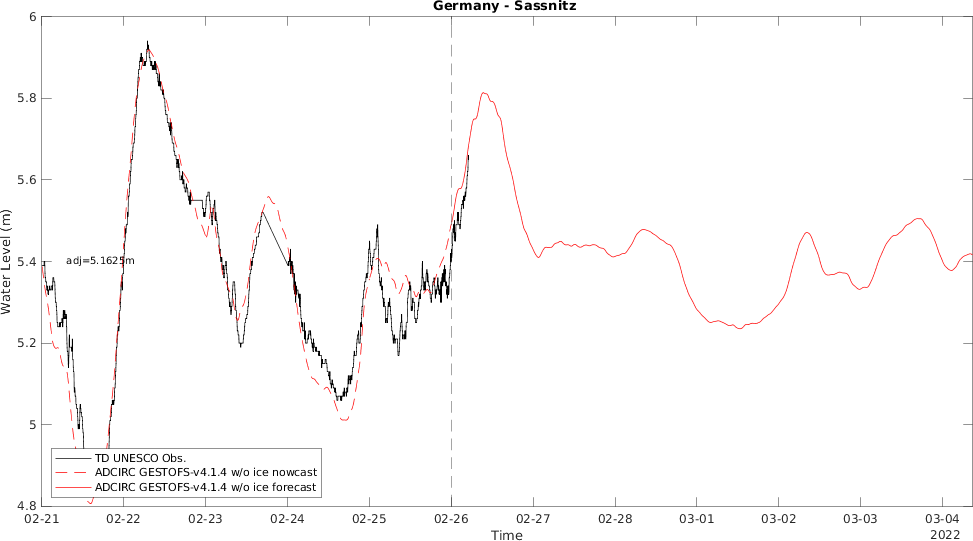 Germany - Sassnitz
6
5.8
5.6
5.4
5.2
5
4.8
Water Level (m)
adj=5.1625m
TD UNESCO Obs.
ADCIRC GESTOFS-v4.1.4 w/o ice nowcast
ADCIRC GESTOFS-v4.1.4 w/o ice forecast
02-21 02-22 02-23 02-24 02-25 02-26 02-27 02-28 03-01 03-02 03-03 03-04
Time
2022